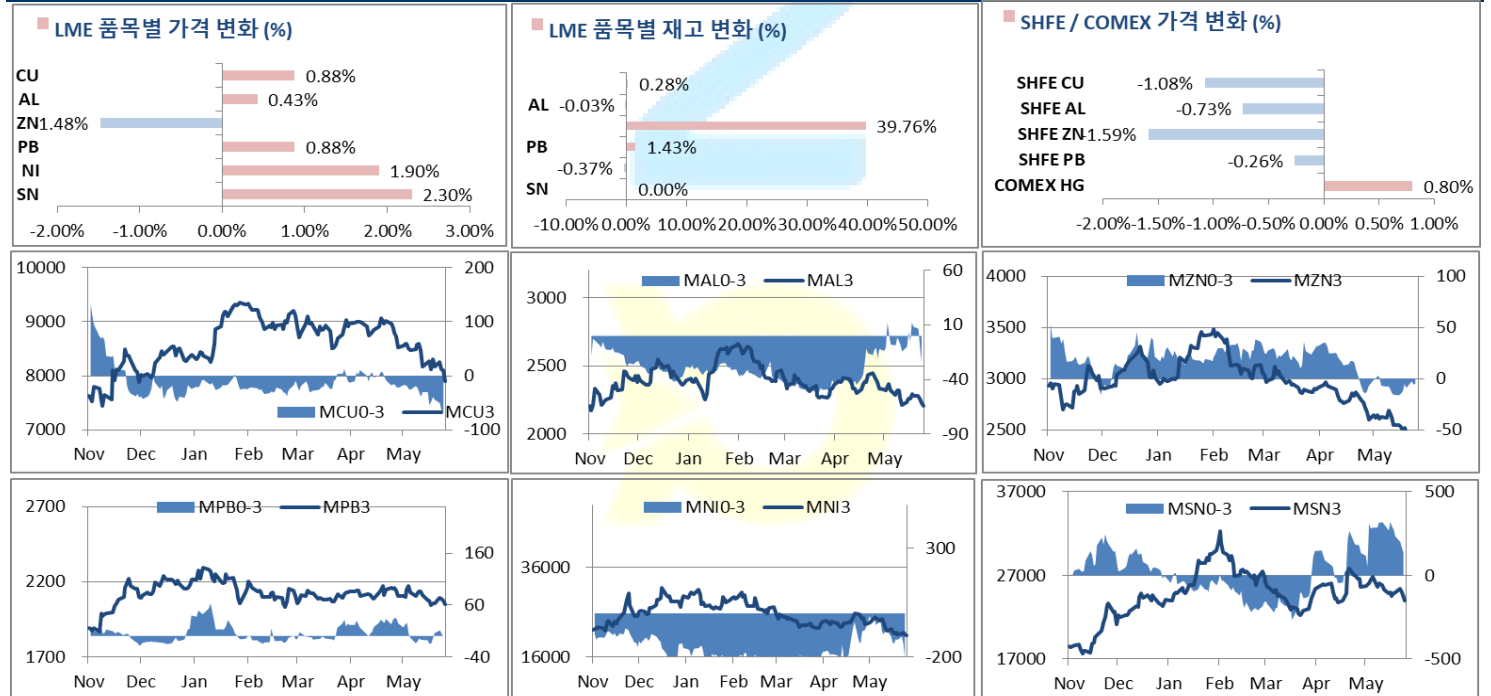 LME 품목별 가격 변화 (%)
CU
0.88%
AL
0.43%
ZN
-1.48%
PB
0.88%
NI
1.90%
SN
2.30%
-2.00% -1.00% 0.00% 1.00% 2.00% 3.00%
LME 품목별 재고 변화 (%)
0.28%
AL
-0.03%
39.76%
PB
1.43%
-0.37%
SN
0.00%
-10.00% 0.00% 10.00% 20.00% 30.00% 40.00% 50.00%
SHFE / COMEX 가격 변화 (%)
SHFE CU
-1.08%
SHFE AL
-0.73%
SHFE ZN
-1.59%
SHFE PB
-0.26%
COMEX HG
0.80%
-2.00% -1.50% -1.00% -0.50% 0.00% 0.50% 1.00%
10000
9000
8000
7000
200
100
0
-100
MCU0-3 MCU3
Nov Dec Jan Feb Mar Apr May
MAL0-3 MAL3
3000
2500
2000
60
10
-40
-90
Nov Dec Jan Feb Mar Apr May
MZN0-3 MZN3
4000
3500
3000
2500
100
50
0
-50
Nov Dec Jan Feb Mar Apr May
MPB0-3 MPB3
2700
2200
1700
160
60
-40
Nov Dec Jan Feb Mar Apr May
MNI0-3 MNI3
36000
16000
300
-200
Nov Dec Jan Feb Mar Apr May
MSN0-3 MSN3
37000
27000
17000
500
0
-500
Nov Dec Jan Feb Mar Apr May